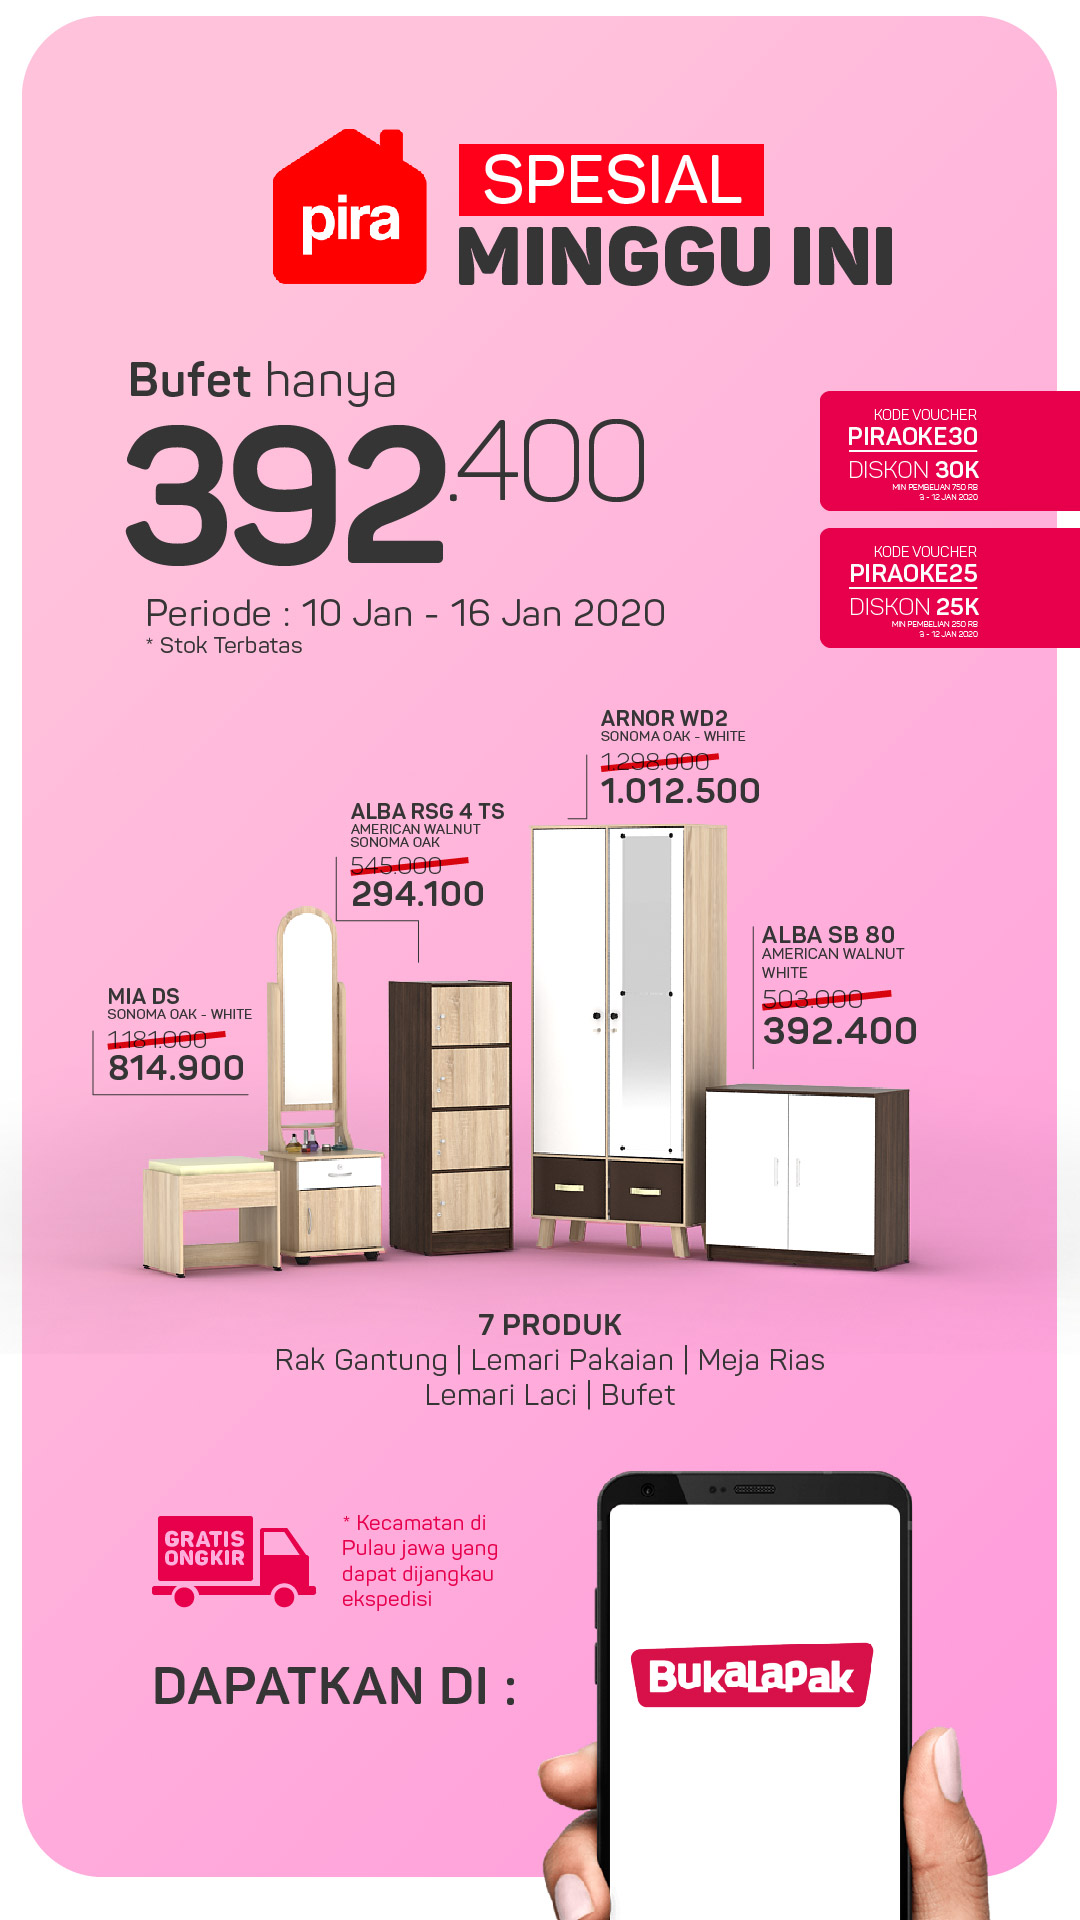 pira
SPESIAL
MINGGU INI
Bufet hanya
392.400
Periode : 10 Jan - 16 Jan 2020
* Stok Terbatas
KODE VOUCHER
PIRAOKE30
DISKON 30K
MIN PEMBELIAN 750 RB
3 - 12 JAN 2020
KODE VOUCHER
PIRAOKE25
DISKON 25K
MIN PEMBELIAN 250 RB
3 - 12 JAN 2020
ARNOR WD2
SONOMA OAK - WHITE
1.298.000
1.012.500
ALBA RSG 4 TS
AMERICAN WALNUT
SONOMA OAK
545.000
294.100
ALBA SB 80
AMERICAN WALNUT
WHITE
503.000
392.400
MIA DS
SONOMA OAK - WHITE
1.181.000
814.900
7 PRODUK
Rak Gantung | Lemari Pakaian | Meja Rias
Lemari Laci | Bufet
GRATIS
ONGKIR
* Kecamatan di
Pulau jawa yang
dapat dijangkau
ekspedisi
DAPATKAN DI :
BukaLapak